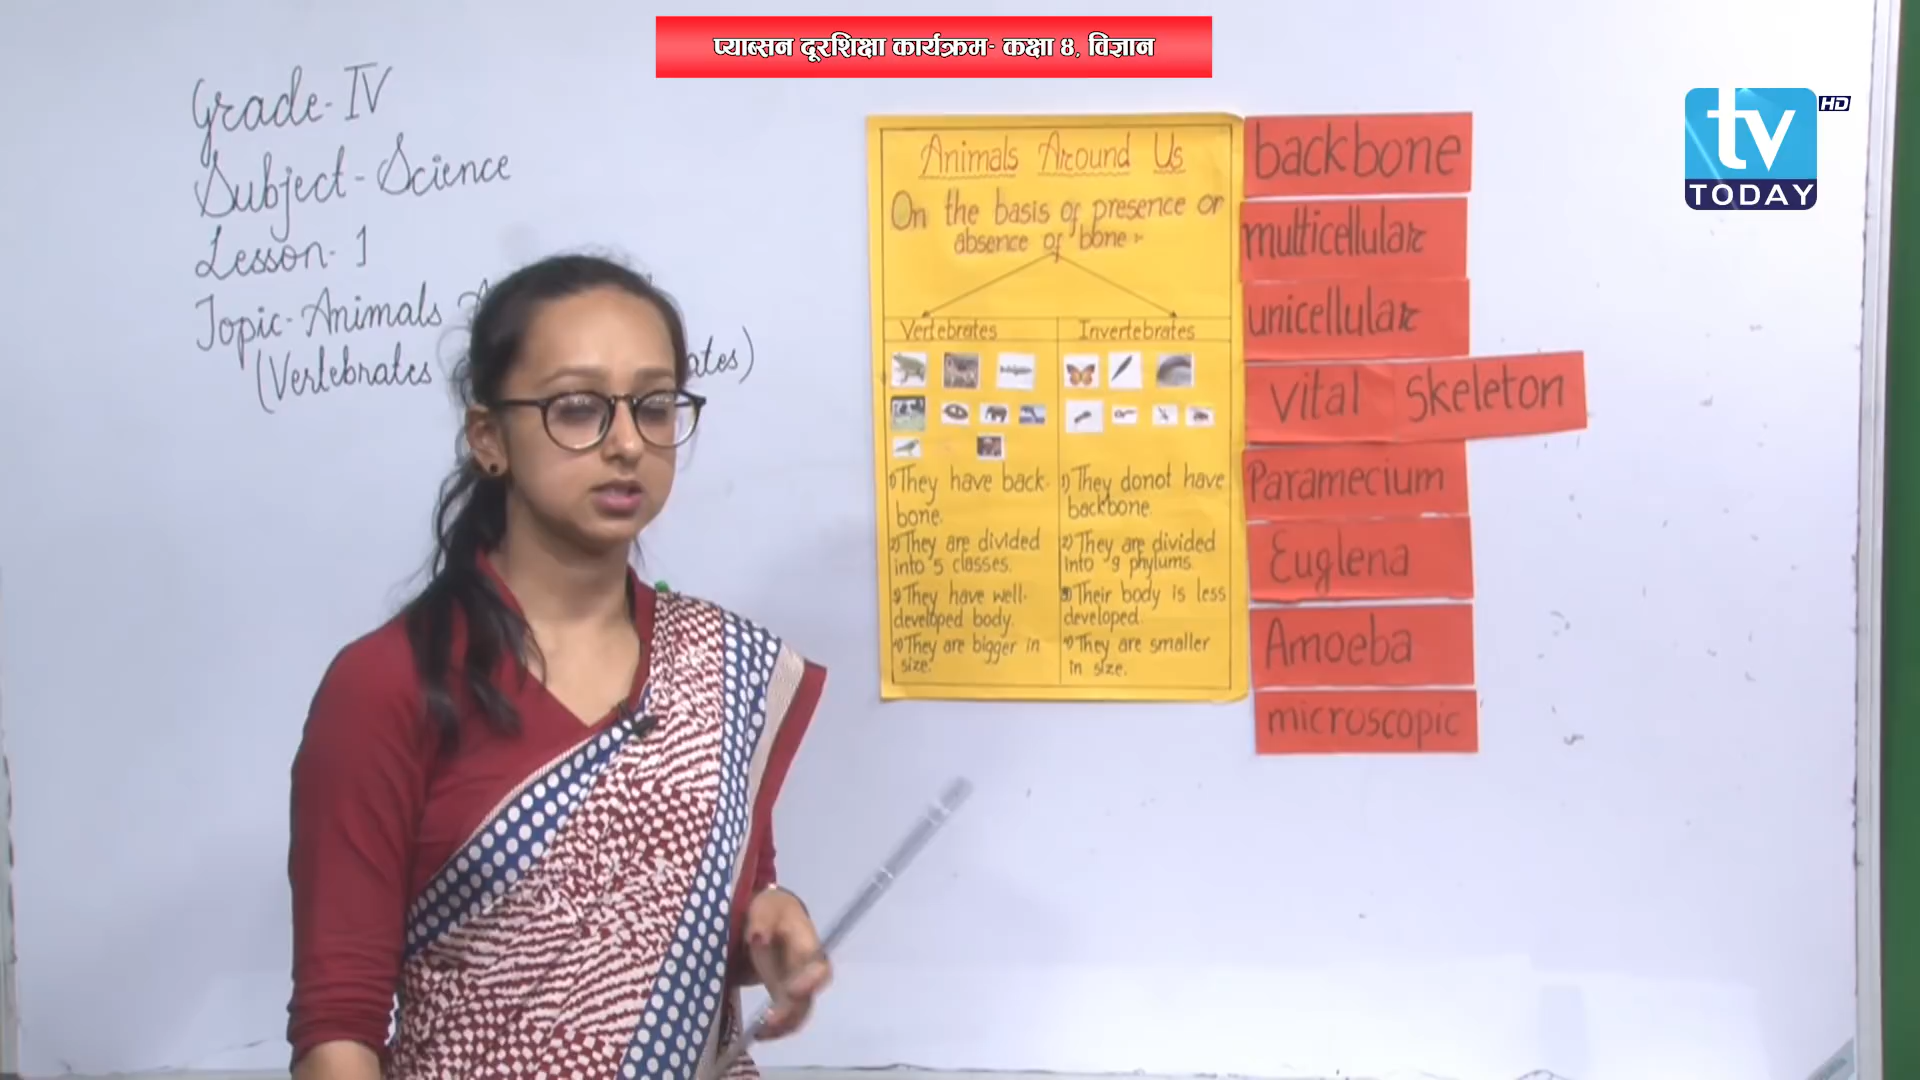 प्याब्सन दूरशिक्षा कार्यक्रम- कक्षा ४, विज्ञान
tv HD
TODAY
Grade-IV
Subject-Science
Lesson-1
Topic-Animals
(Vertebrates
ates)
Animals Around Us
On the basis of presence or
absence of bone:-
Vertebrates
1) They have back-
bone.
2) They are divided
into 5 classes.
3) They have well-
developed body.
4) They are bigger in
size.
Invertebrates
1) They donot have
backbone.
2) They are divided
into 9 phylums.
3) Their body is less
developed.
4) They are smaller
in size.
backbone
multicellular
unicellular
vital skeleton
Paramecium
Euglena
Amoeba
microscopic